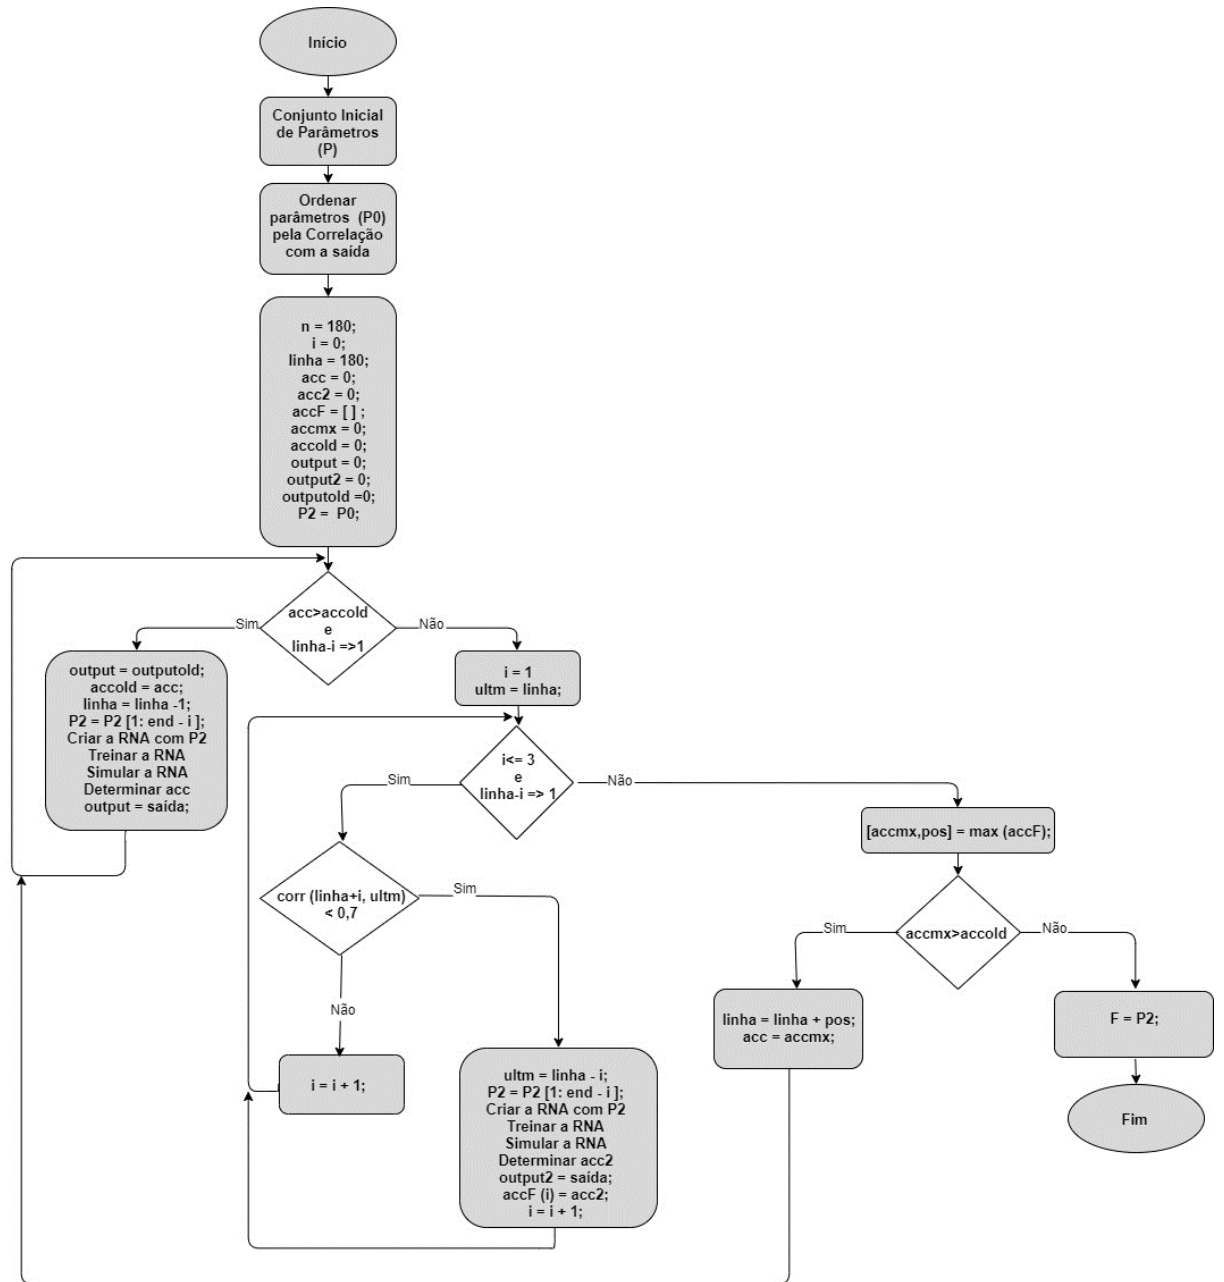 Início
Conjunto Inicial
de Parâmetros
(P)
Ordenar
parâmetros (P0)
pela Correlação
com a saída
n = 180;
i = 0;
linha = 180;
acc = 0;
acc2 = 0;
accF = [ ] ;
accmx = 0;
accold = 0;
output = 0;
output2 = 0;
outputold =0;
P2 = P0;
acc>accold
e
linha-i =>1
Sim
Não
output = outputold;
accold = acc;
linha = linha -1;
P2 = P2 [1: end - i ];
Criar a RNA com P2
Treinar a RNA
Simular a RNA
Determinar acc
output = saída;
i = 1
ultm = linha;
i<= 3
e
linha-i => 1
Sim
Não
corr (linha+i, ultm)
< 0,7
Sim
Não
i = i + 1;
ultm = linha - i;
P2 = P2 [1: end - i ];
Criar a RNA com P2
Treinar a RNA
Simular a RNA
Determinar acc2
output2 = saída;
accF (i) = acc2;
i = i + 1;
[accmx,pos] = max (accF);
accmx>accold
Sim
Não
linha = linha + pos;
acc = accmx;
F = P2;
Fim